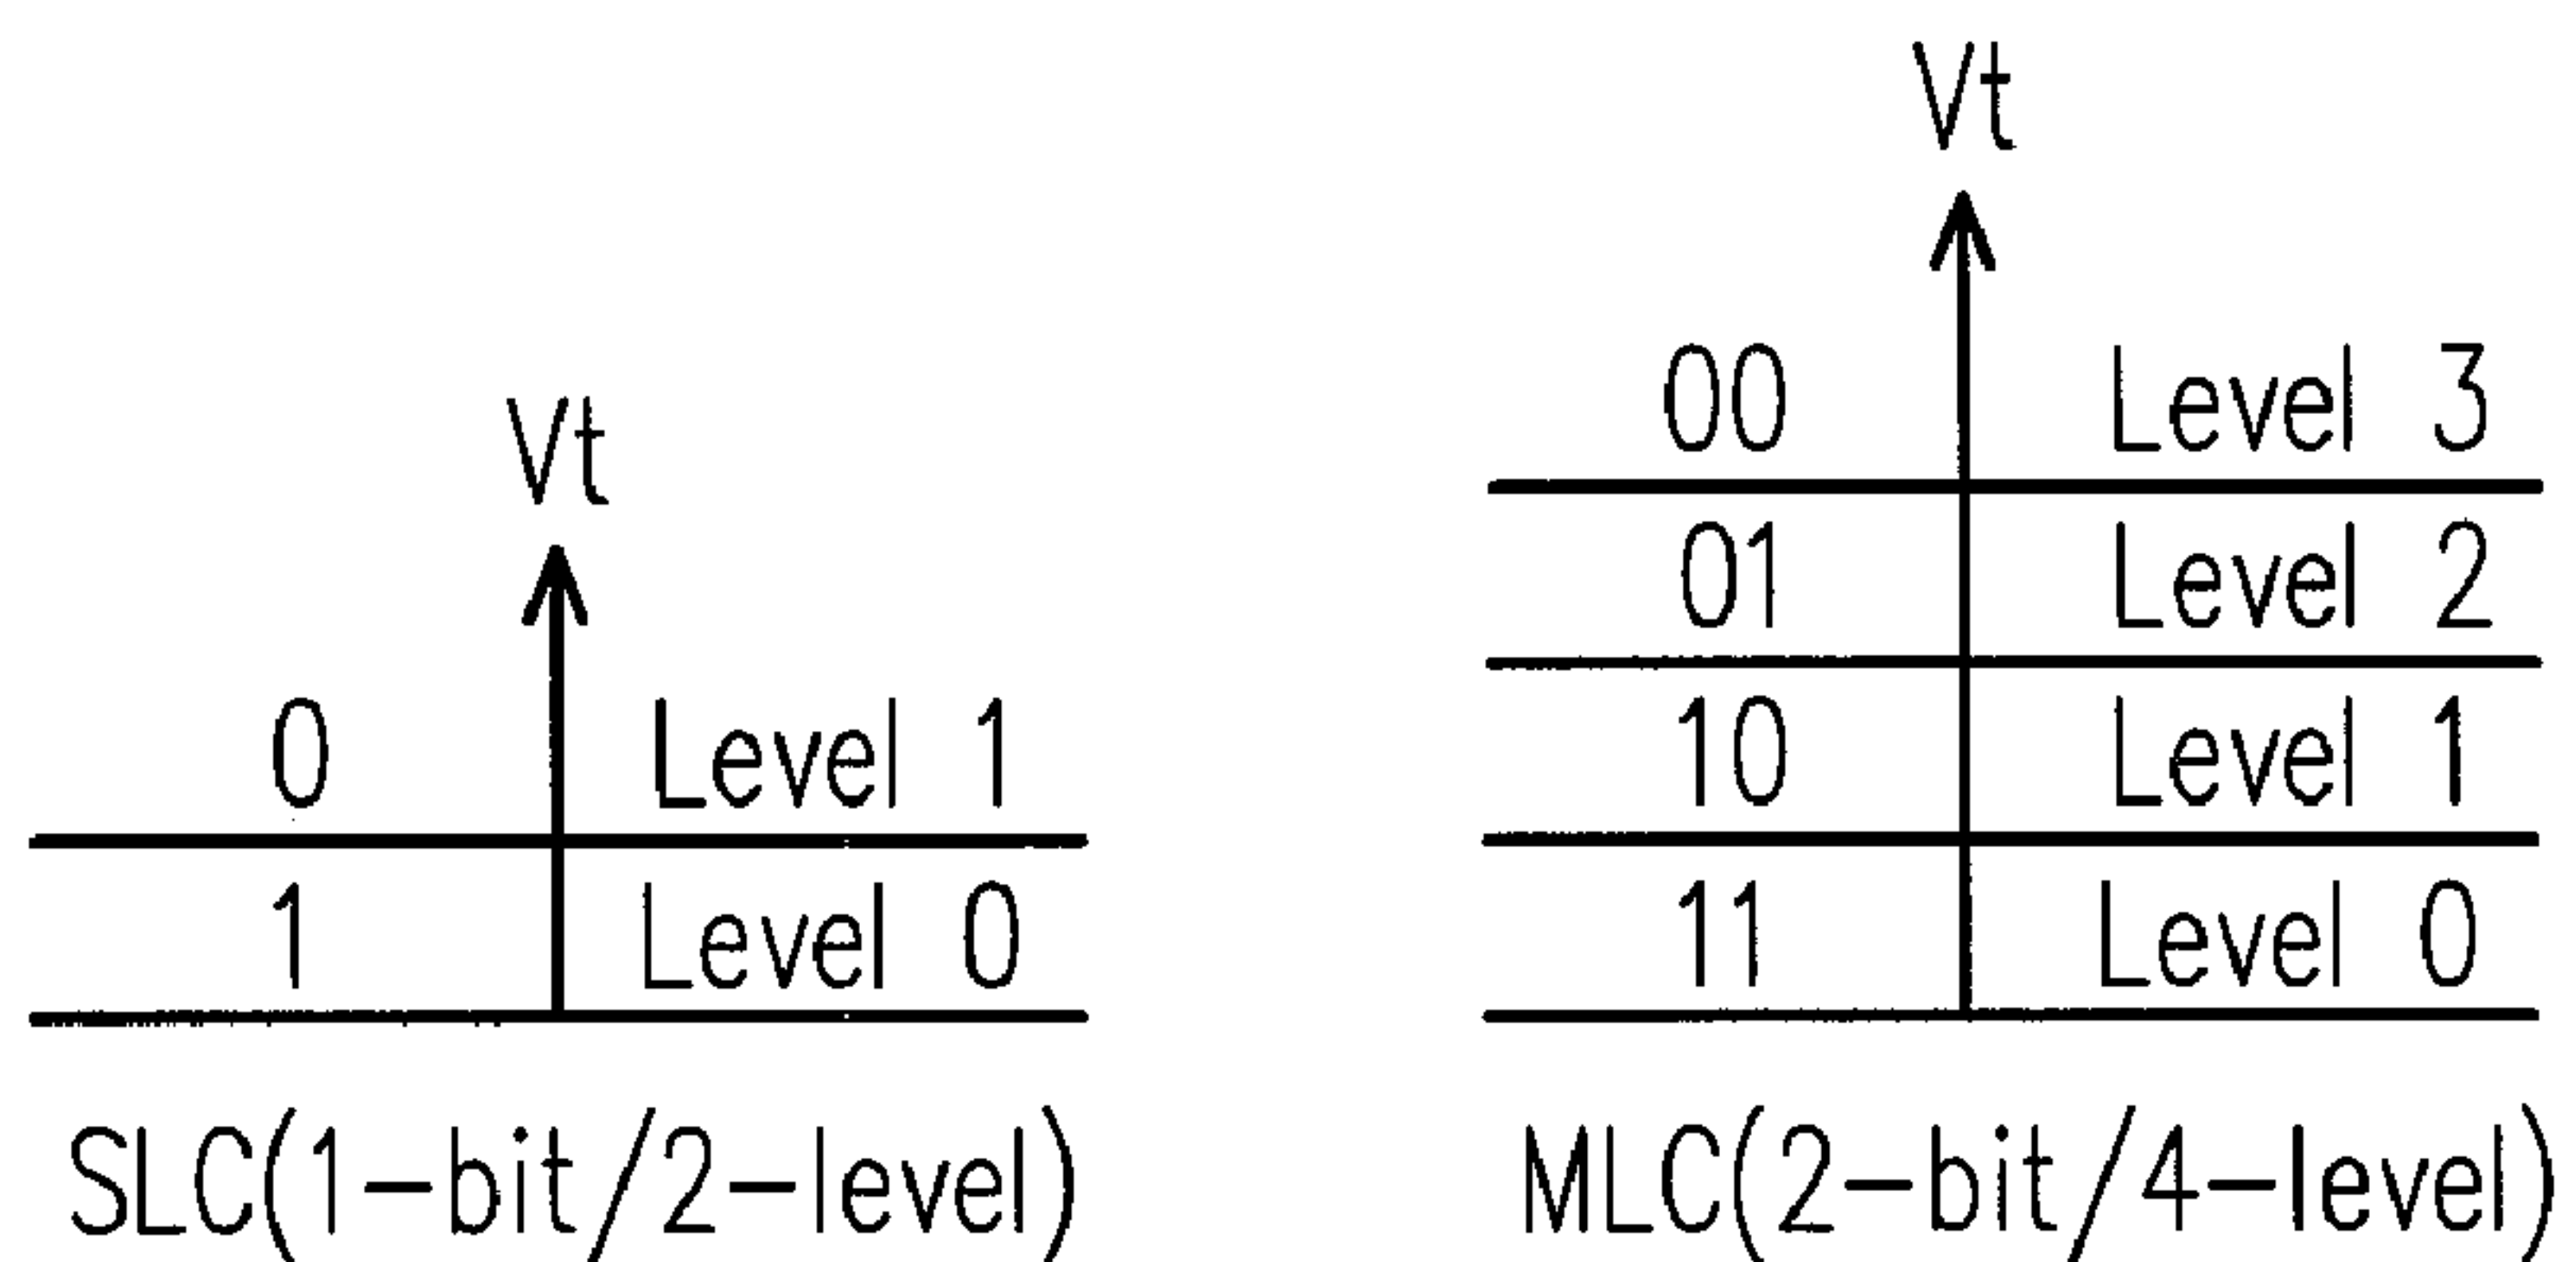 Vt
0 Level 1
1 Level 0
SLC(1-bit/2-level)
Vt
00 Level 3
01 Level 2
10 Level 1
11 Level 0
MLC(2-bit/4-level)